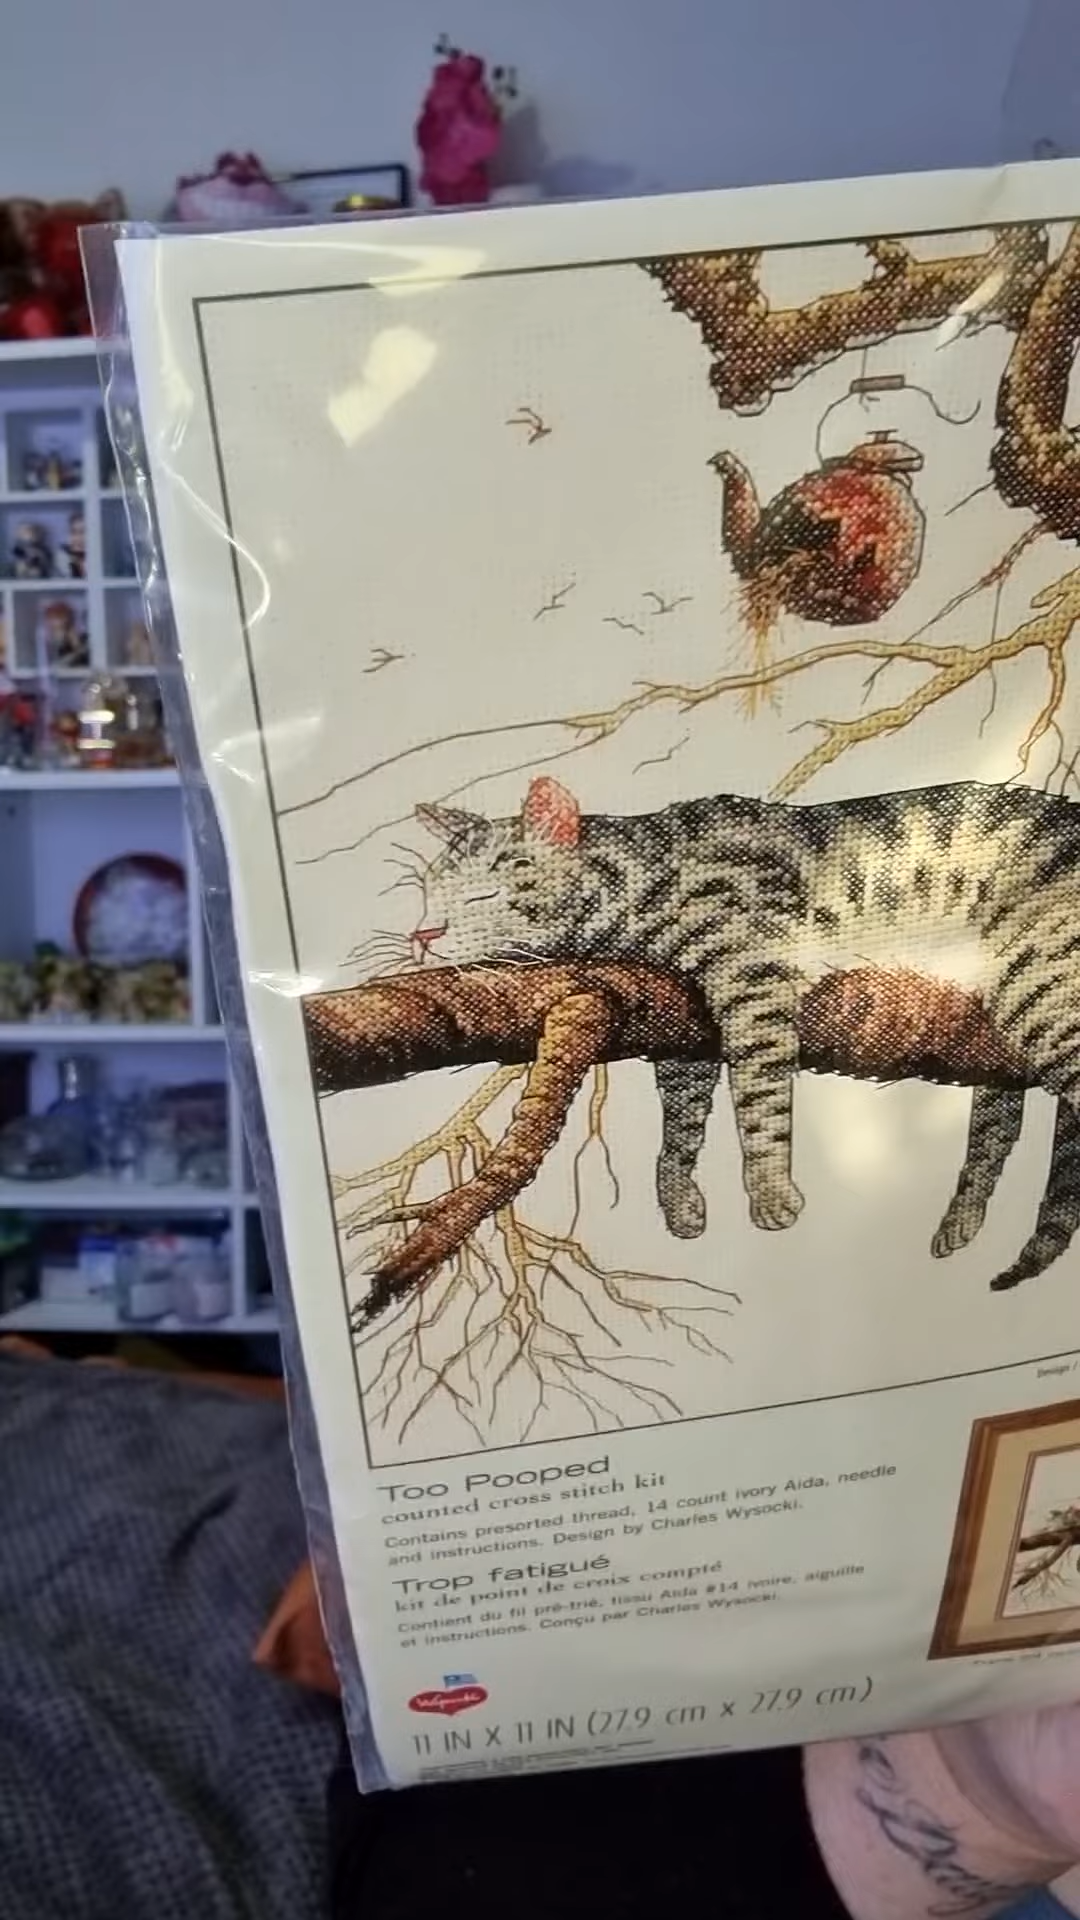 Design /
Too Pooped
counted cross stitch kit
Contains presorted thread, 14 count ivory Aida, needle
and instructions. Design by Charles Wysocki.
Trop fatigué
kit de point de croix compté
Contient du fil pré-trié, tissu Aida #14 ivoire, aiguille
et instructions. Conçu par Charles Wysocki.
Wysocki
11 IN X 11 IN (27.9 cm x 27.9 cm)